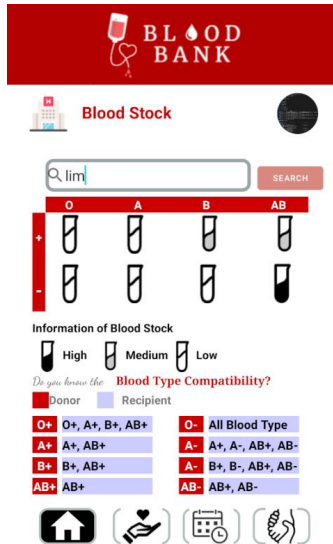 BLOOD
BANK
H
Blood Stock
lim
SEARCH
O A B AB
+
-
Information of Blood Stock
High Medium Low
Do you know the Blood Type Compatibility?
Donor Recipient
O+ O+, A+, B+, AB+ O- All Blood Type
A+ A+, AB+ A- A+, A-, AB+, AB-
B+ B+, AB+ A- B+, B-, AB+, AB-
AB+ AB+ AB- AB+, AB-